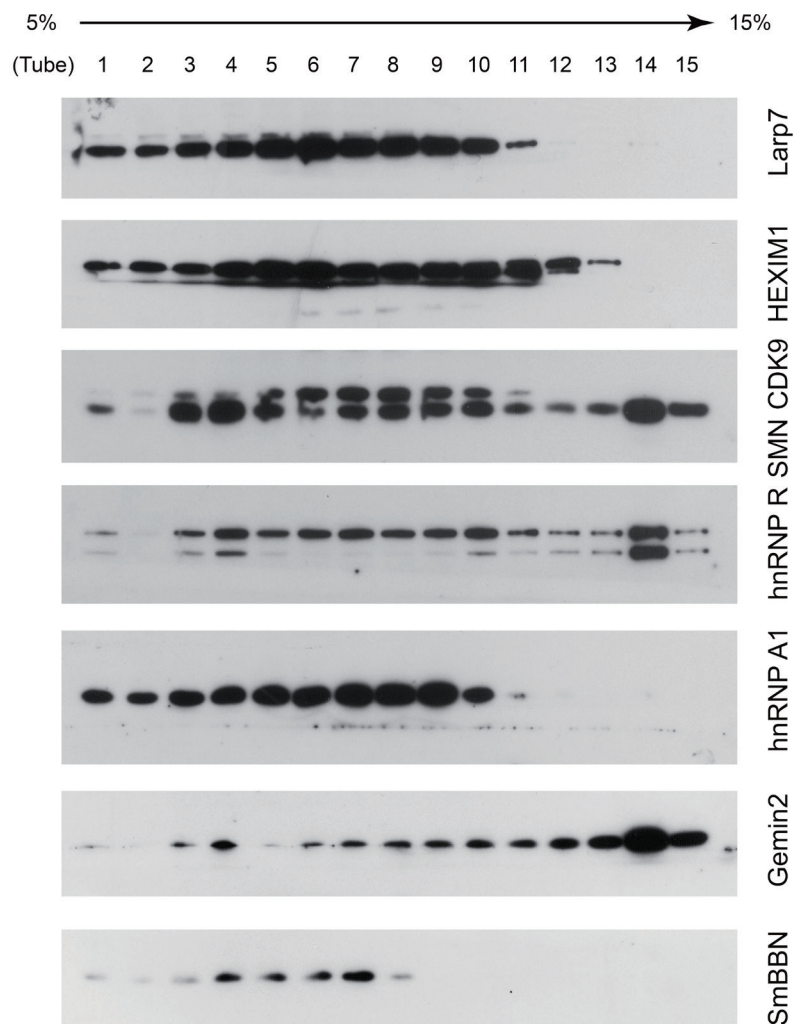 5% 15%
(Tube) 1 2 3 4 5 6 7 8 9 10 11 12 13 14 15
Larp7
HEXIM1
SMN CDK9
hnRNP R
hnRNP A1
Gemin2
SmBBN